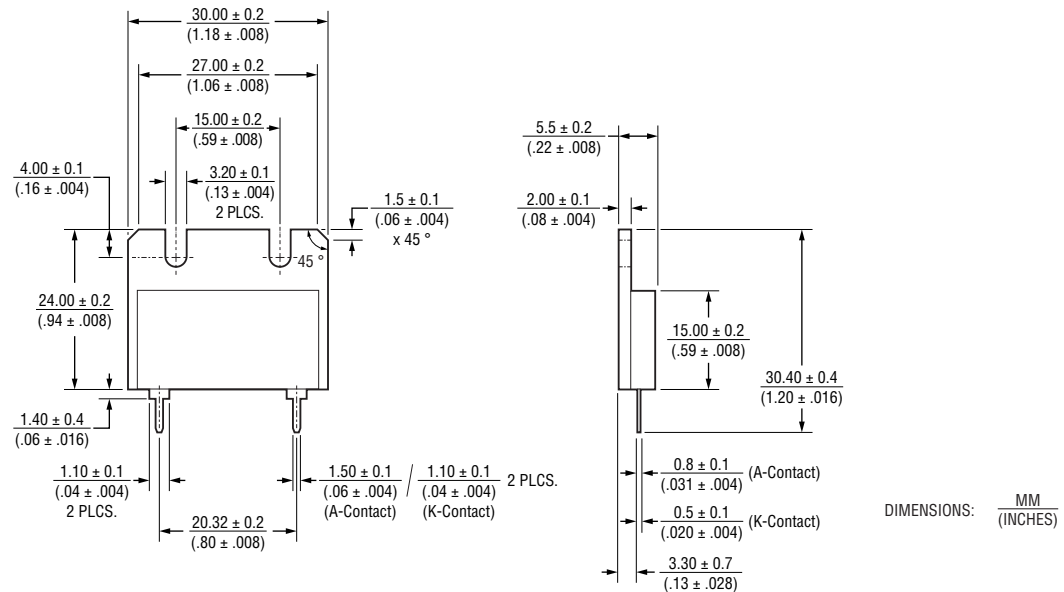 30.00 ± 0.2
(1.18 ± .008)
27.00 ± 0.2
(1.06 ± .008)
15.00 ± 0.2
(.59 ± .008)
4.00 ± 0.1
(.16 ± .004)
3.20 ± 0.1
(.13 ± .004)
2 PLCS.
1.5 ± 0.1
(.06 ± .004)
x 45 °
45 °
24.00 ± 0.2
(.94 ± .008)
1.40 ± 0.4
(.06 ± .016)
1.10 ± 0.1
(.04 ± .004)
2 PLCS.
1.50 ± 0.1
(.06 ± .004)
(A-Contact)
/
1.10 ± 0.1
(.04 ± .004)
(K-Contact)
2 PLCS.
20.32 ± 0.2
(.80 ± .008)
5.5 ± 0.2
(.22 ± .008)
2.00 ± 0.1
(.08 ± .004)
15.00 ± 0.2
(.59 ± .008)
30.40 ± 0.4
(1.20 ± .016)
0.8 ± 0.1
(.031 ± .004)
(A-Contact)
0.5 ± 0.1
(.020 ± .004)
(K-Contact)
3.30 ± 0.7
(.13 ± .028)
DIMENSIONS:
MM
(INCHES)